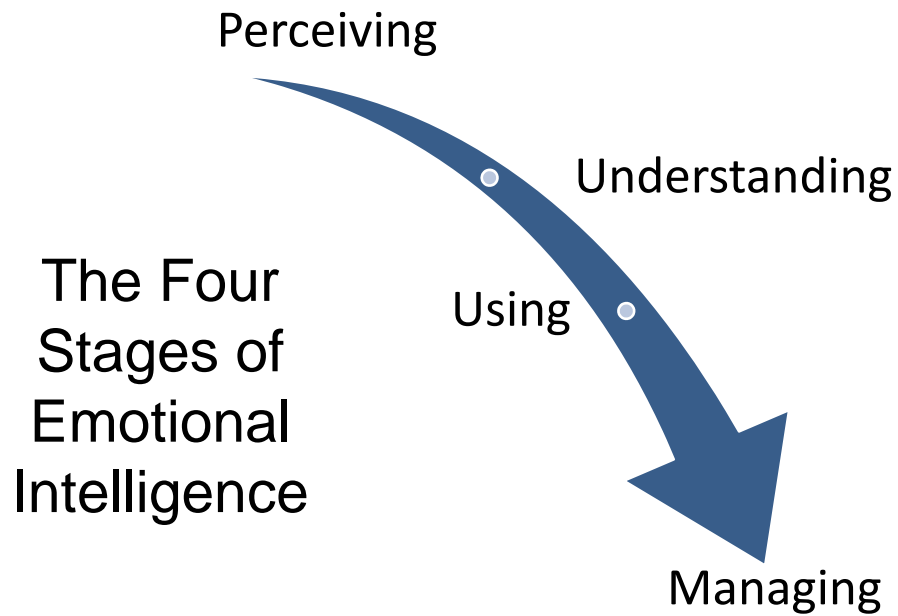 Perceiving
Understanding
Using
Managing
The Four
Stages of
Emotional
Intelligence